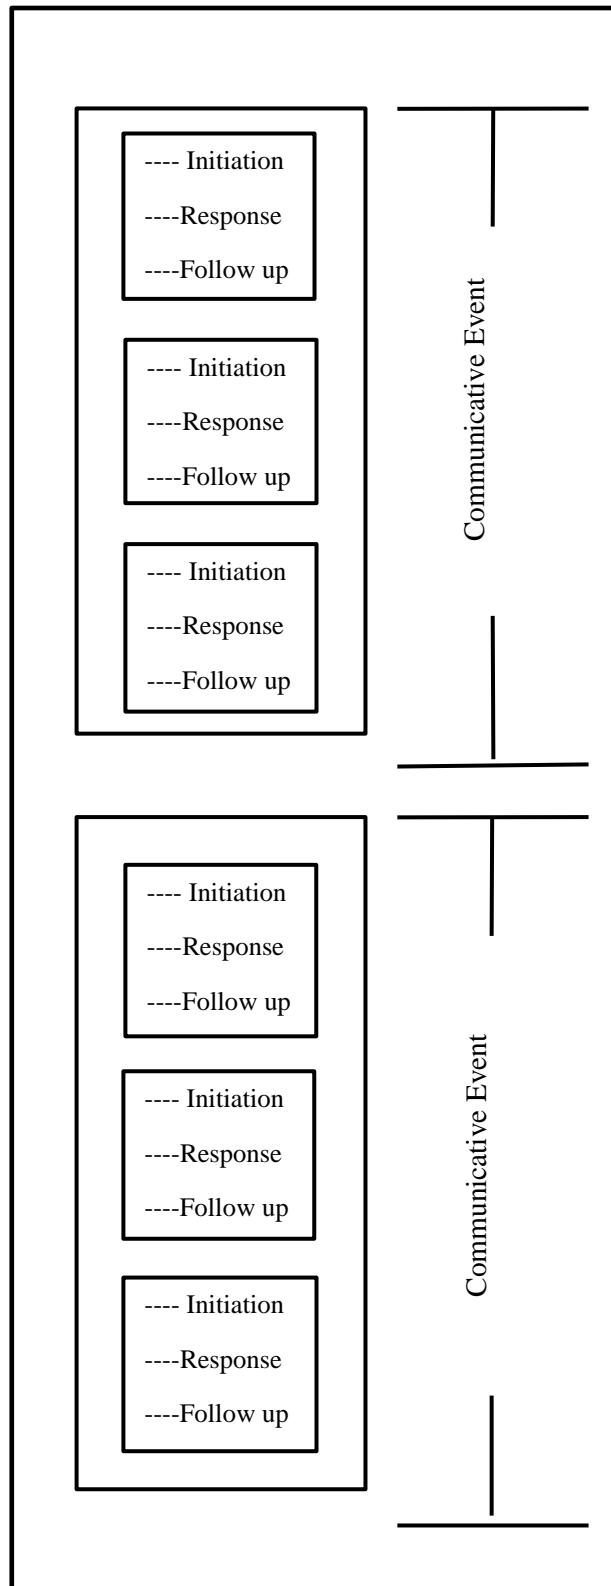 ---- Initiation
----Response
----Follow up
---- Initiation
----Response
----Follow up
---- Initiation
----Response
----Follow up
Communicative Event
---- Initiation
----Response
----Follow up
---- Initiation
----Response
----Follow up
---- Initiation
----Response
----Follow up
Communicative Event